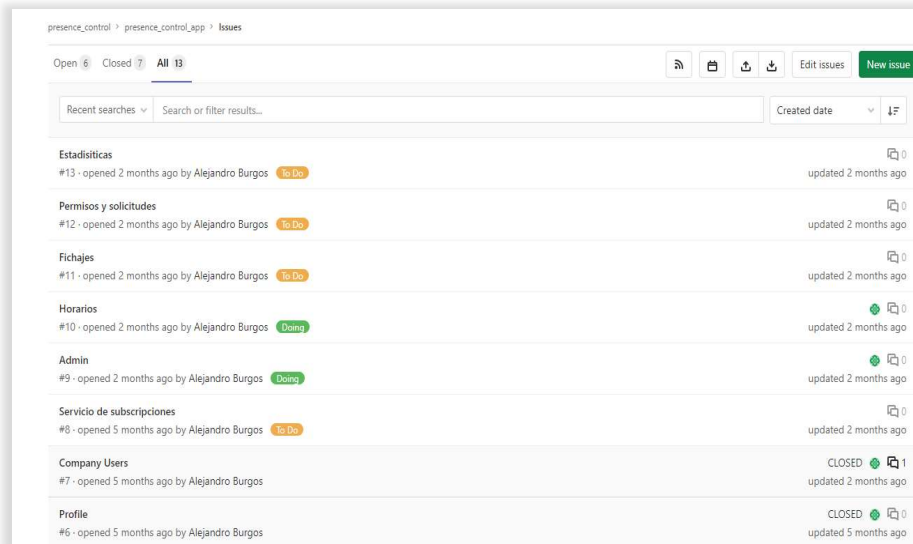 presence_control > presence_control_app > Issues
Open 6 Closed 7 All 13
Edit issues New issue
Recent searches Search or filter results... Created date
Estadisiticas 0
#13 · opened 2 months ago by Alejandro Burgos To Do updated 2 months ago
Permisos y solicitudes 0
#12 · opened 2 months ago by Alejandro Burgos To Do updated 2 months ago
Fichajes 0
#11 · opened 2 months ago by Alejandro Burgos To Do updated 2 months ago
Horarios 0
#10 · opened 2 months ago by Alejandro Burgos Doing updated 2 months ago
Admin 0
#9 · opened 2 months ago by Alejandro Burgos Doing updated 2 months ago
Servicio de subscripciones 0
#8 · opened 5 months ago by Alejandro Burgos To Do updated 2 months ago
Company Users CLOSED 1
#7 · opened 5 months ago by Alejandro Burgos updated 2 months ago
Profile CLOSED 0
#6 · opened 5 months ago by Alejandro Burgos updated 5 months ago